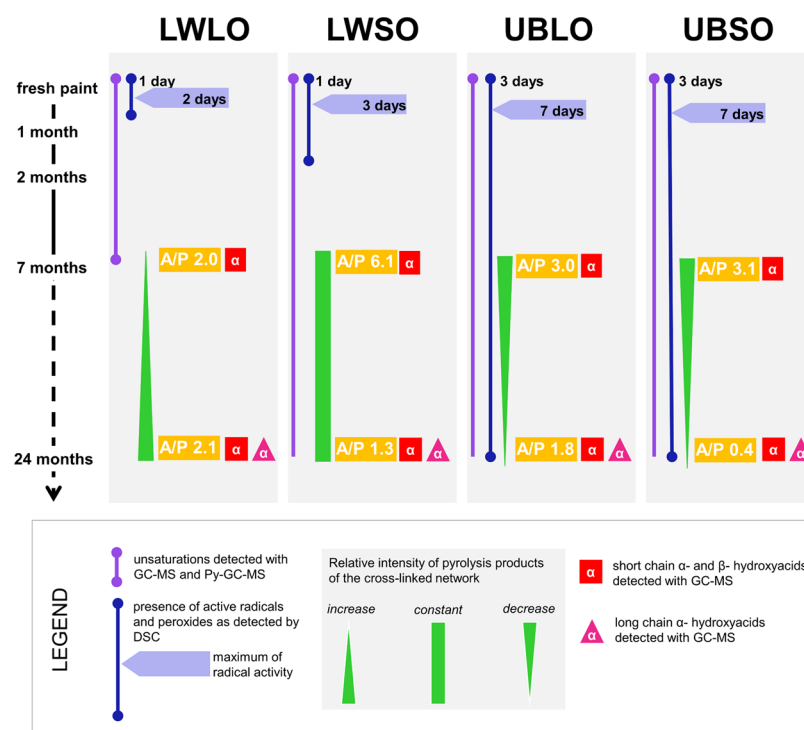 LWLO LWSO UBLO UBSO
fresh paint
1 day
2 days
1 day
3 days
3 days
7 days
3 days
7 days
1 month
2 months
7 months
A/P 2.0 α
A/P 6.1 α
A/P 3.0 α
A/P 3.1 α
24 months
A/P 2.1 α α
A/P 1.3 α α
A/P 1.8 α α
A/P 0.4 α α
LEGEND
unsaturations detected with
GC-MS and Py-GC-MS
presence of active radicals
and peroxides as detected by
DSC
maximum of
radical activity
Relative intensity of pyrolysis products
of the cross-linked network
increase constant decrease
α short chain α- and β- hydroxyacids
detected with GC-MS
α long chain α- hydroxyacids
detected with GC-MS